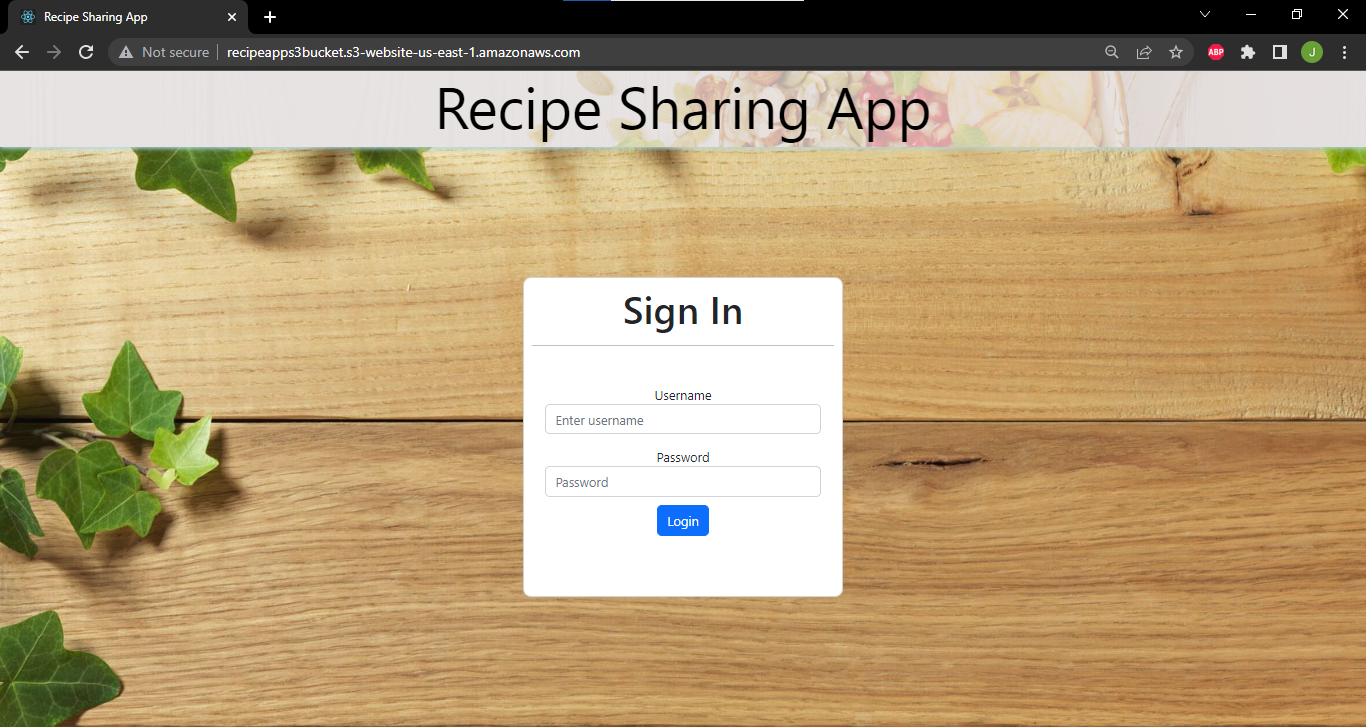 Recipe Sharing App
Not secure recipeapps3bucket.s3-website-us-east-1.amazonaws.com ABP J
Recipe Sharing App
Sign In
Username
Enter username
Password
Password
Login